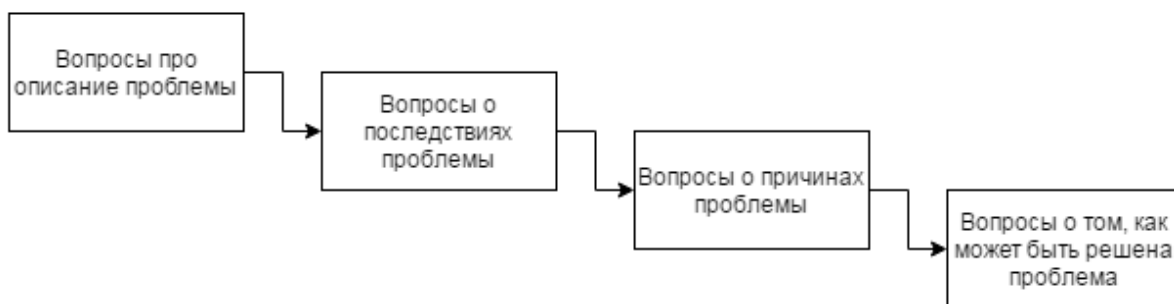 Вопросы про
описание проблемы
Вопросы о
последствиях
проблемы
Вопросы о причинах
проблемы
Вопросы о том, как
может быть решена
проблема